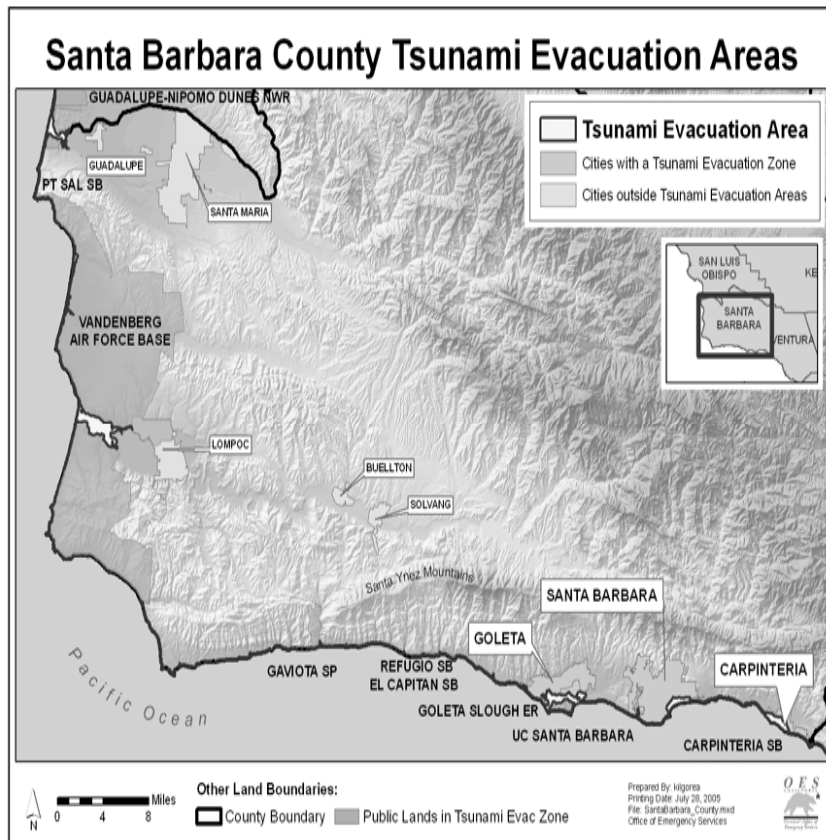 Santa Barbara County Tsunami Evacuation Areas
GUADALUPE-NIPOMO DUNES NWR
Tsunami Evacuation Area
Cities with a Tsunami Evacuation Zone
Cities outside Tsunami Evacuation Areas
GUADALUPE
PT SAL SB
SANTA MARIA
SAN LUIS
OBISPO
KE
SANTA
BARBARA
VENTURA
VANDENBERG
AIR FORCE BASE
LOMPOC
BUELLTON
SOLVANG
Santa Ynez Mountains
SANTA BARBARA
GOLETA
CARPINTERIA
Pacific Ocean
GAVIOTA SP
REFUGIO SB
EL CAPITAN SB
GOLETA SLOUGH ER
UC SANTA BARBARA
CARPINTERIA SB
N
Miles
0 4 8
Other Land Boundaries:
County Boundary
Public Lands in Tsunami Evac Zone
Prepared By: kilgorea
Printing Date: July 28, 2005
File: SantaBarbara_County.mxd
Office of Emergency Services
OES